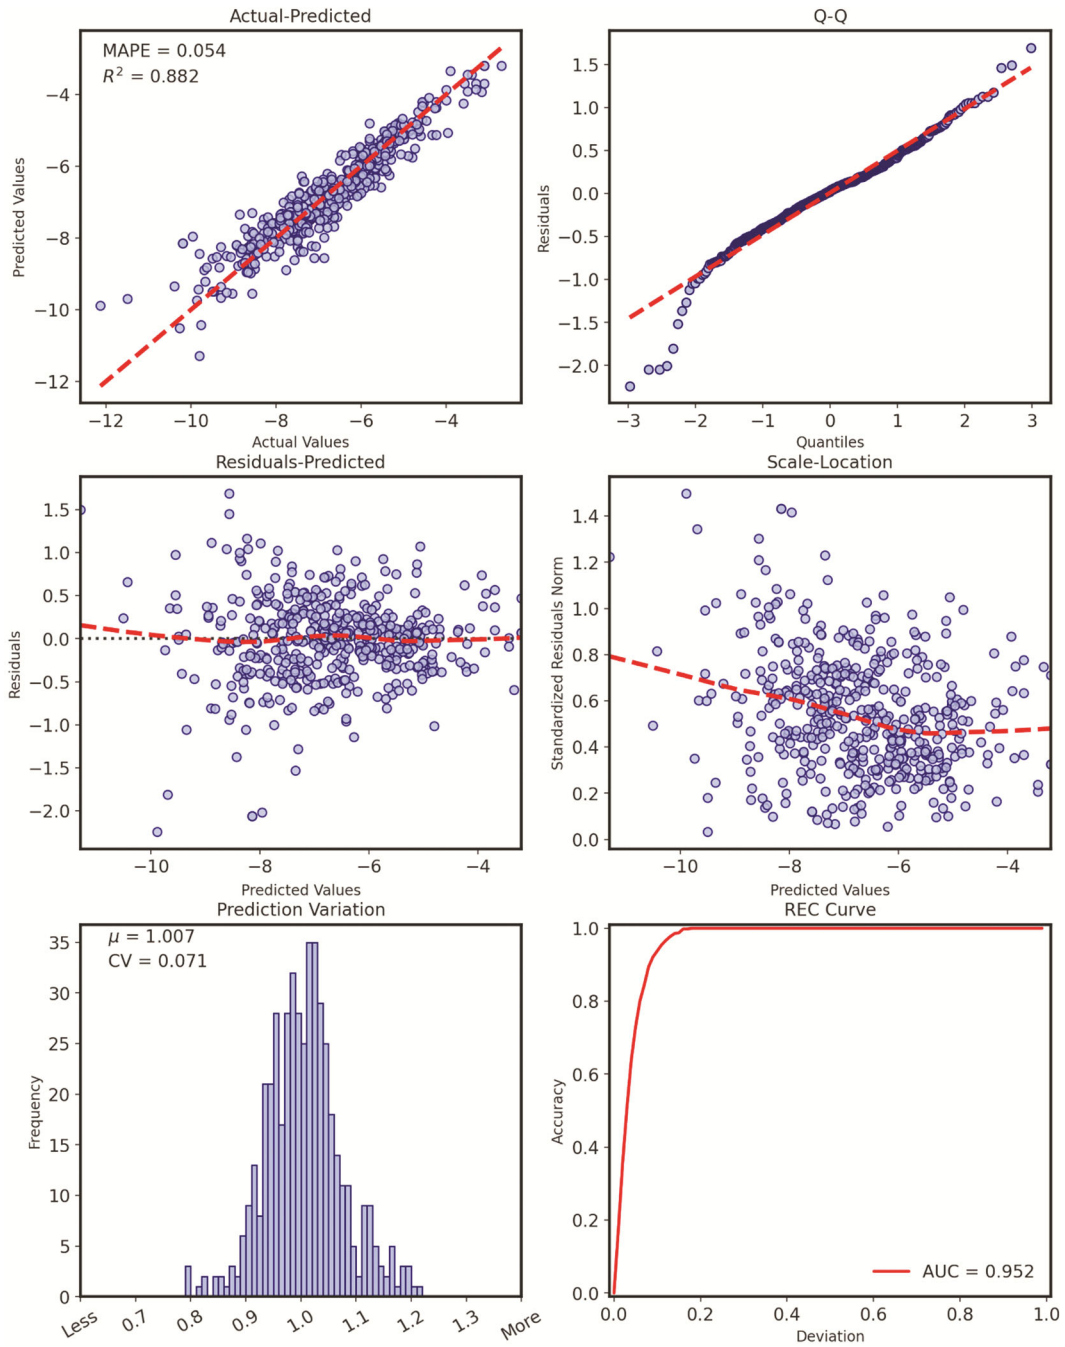 Actual-Predicted
MAPE = 0.054
R² = 0.882
−4
−6
−8
−10
−12
Predicted Values
−12 −10 −8 −6 −4
Actual Values
Q-Q
1.5
1.0
0.5
0.0
−0.5
−1.0
−1.5
−2.0
Residuals
−3 −2 −1 0 1 2 3
Quantiles
Residuals-Predicted
1.5
1.0
0.5
0.0
−0.5
−1.0
−1.5
−2.0
Residuals
−10 −8 −6 −4
Predicted Values
Scale-Location
1.4
1.2
1.0
0.8
0.6
0.4
0.2
0.0
Standardized Residuals Norm
−10 −8 −6 −4
Predicted Values
Prediction Variation
μ = 1.007
CV = 0.071
35
30
25
20
15
10
5
0
Frequency
Less 0.7 0.8 0.9 1.0 1.1 1.2 1.3 More
REC Curve
1.0
0.8
0.6
0.4
0.2
0.0
Accuracy
AUC = 0.952
0.0 0.2 0.4 0.6 0.8 1.0
Deviation